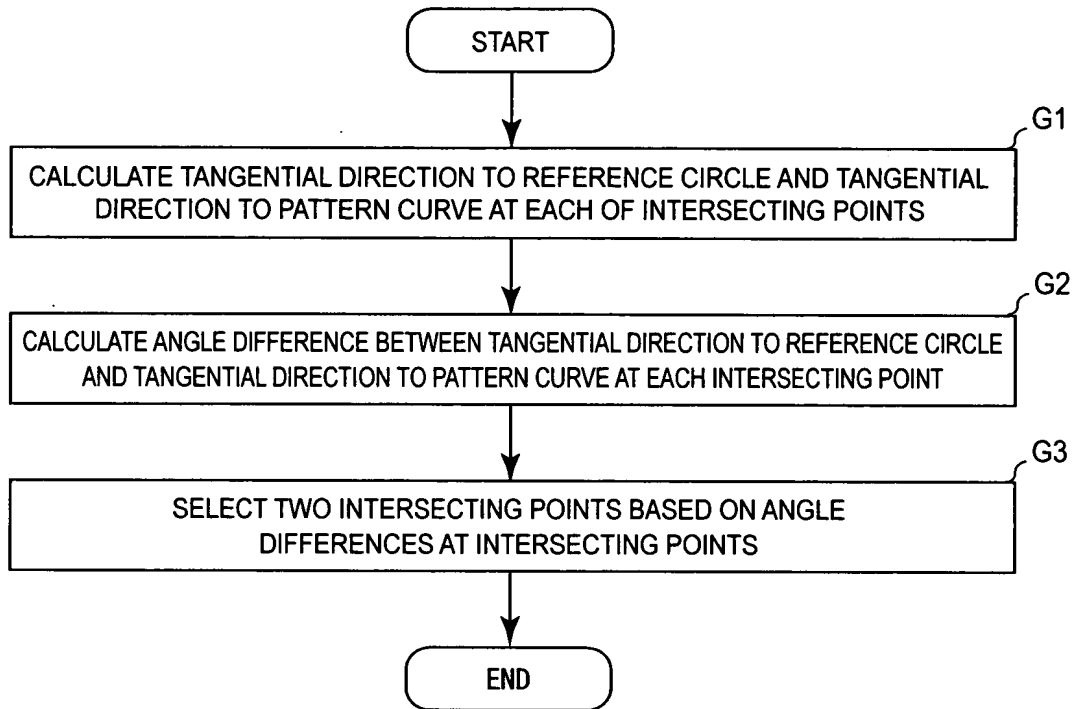 START
G1
CALCULATE TANGENTIAL DIRECTION TO REFERENCE CIRCLE AND TANGENTIAL
DIRECTION TO PATTERN CURVE AT EACH OF INTERSECTING POINTS
G2
CALCULATE ANGLE DIFFERENCE BETWEEN TANGENTIAL DIRECTION TO REFERENCE CIRCLE
AND TANGENTIAL DIRECTION TO PATTERN CURVE AT EACH INTERSECTING POINT
G3
SELECT TWO INTERSECTING POINTS BASED ON ANGLE
DIFFERENCES AT INTERSECTING POINTS
END